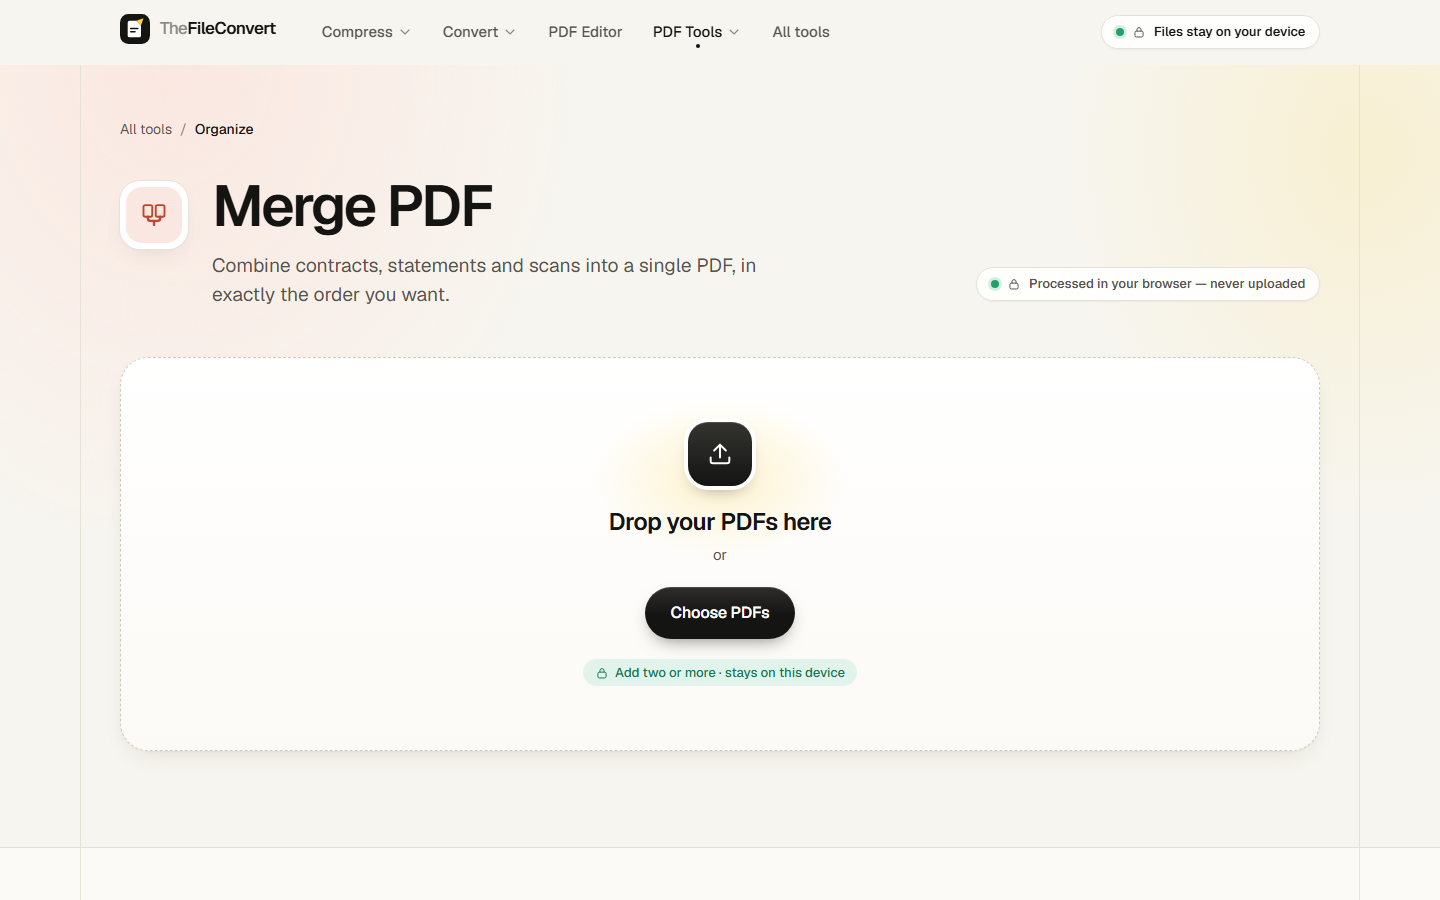 TheFileConvert
Compress
Convert
PDF Editor
PDF Tools
All tools
Files stay on your device
All tools / Organize
Merge PDF
Combine contracts, statements and scans into a single PDF, in
exactly the order you want.
Processed in your browser — never uploaded
Drop your PDFs here
or
Choose PDFs
Add two or more · stays on this device